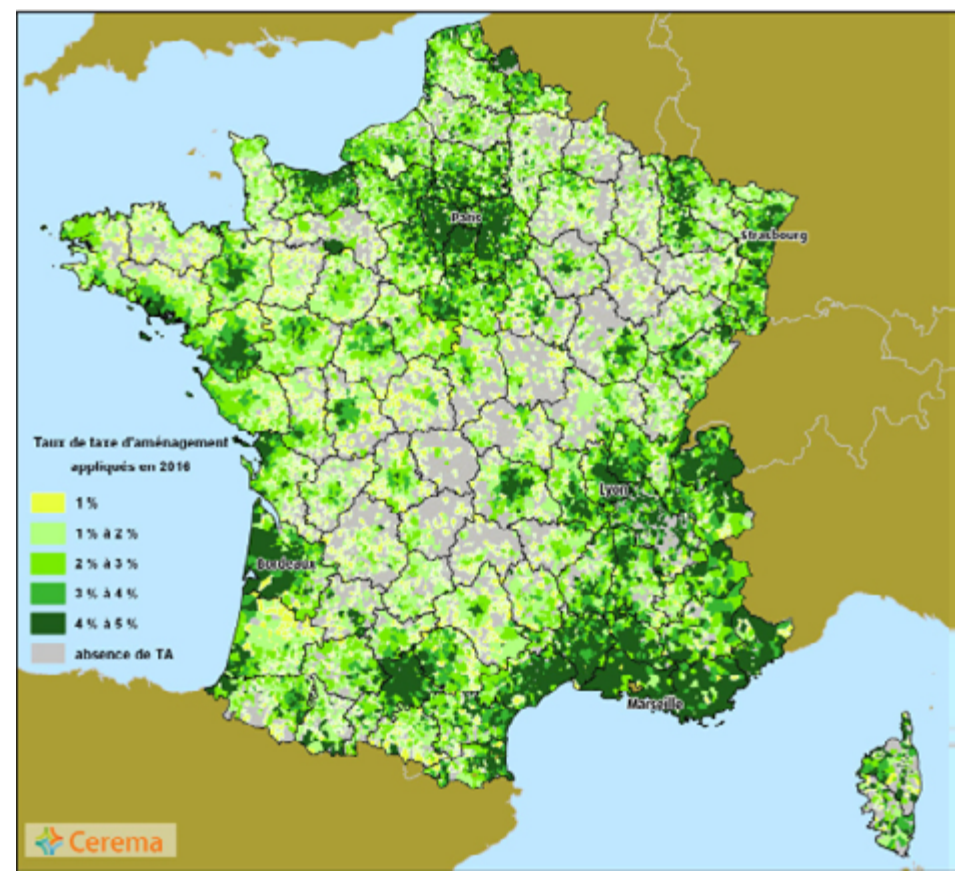 Paris
Strasbourg
Taux de taxe d'aménagement
appliqués en 2016
1 %
1 % à 2 %
2 % à 3 %
3 % à 4 %
4 % à 5 %
absence de TA
Lyon
Bordeaux
Marseille
Cerema